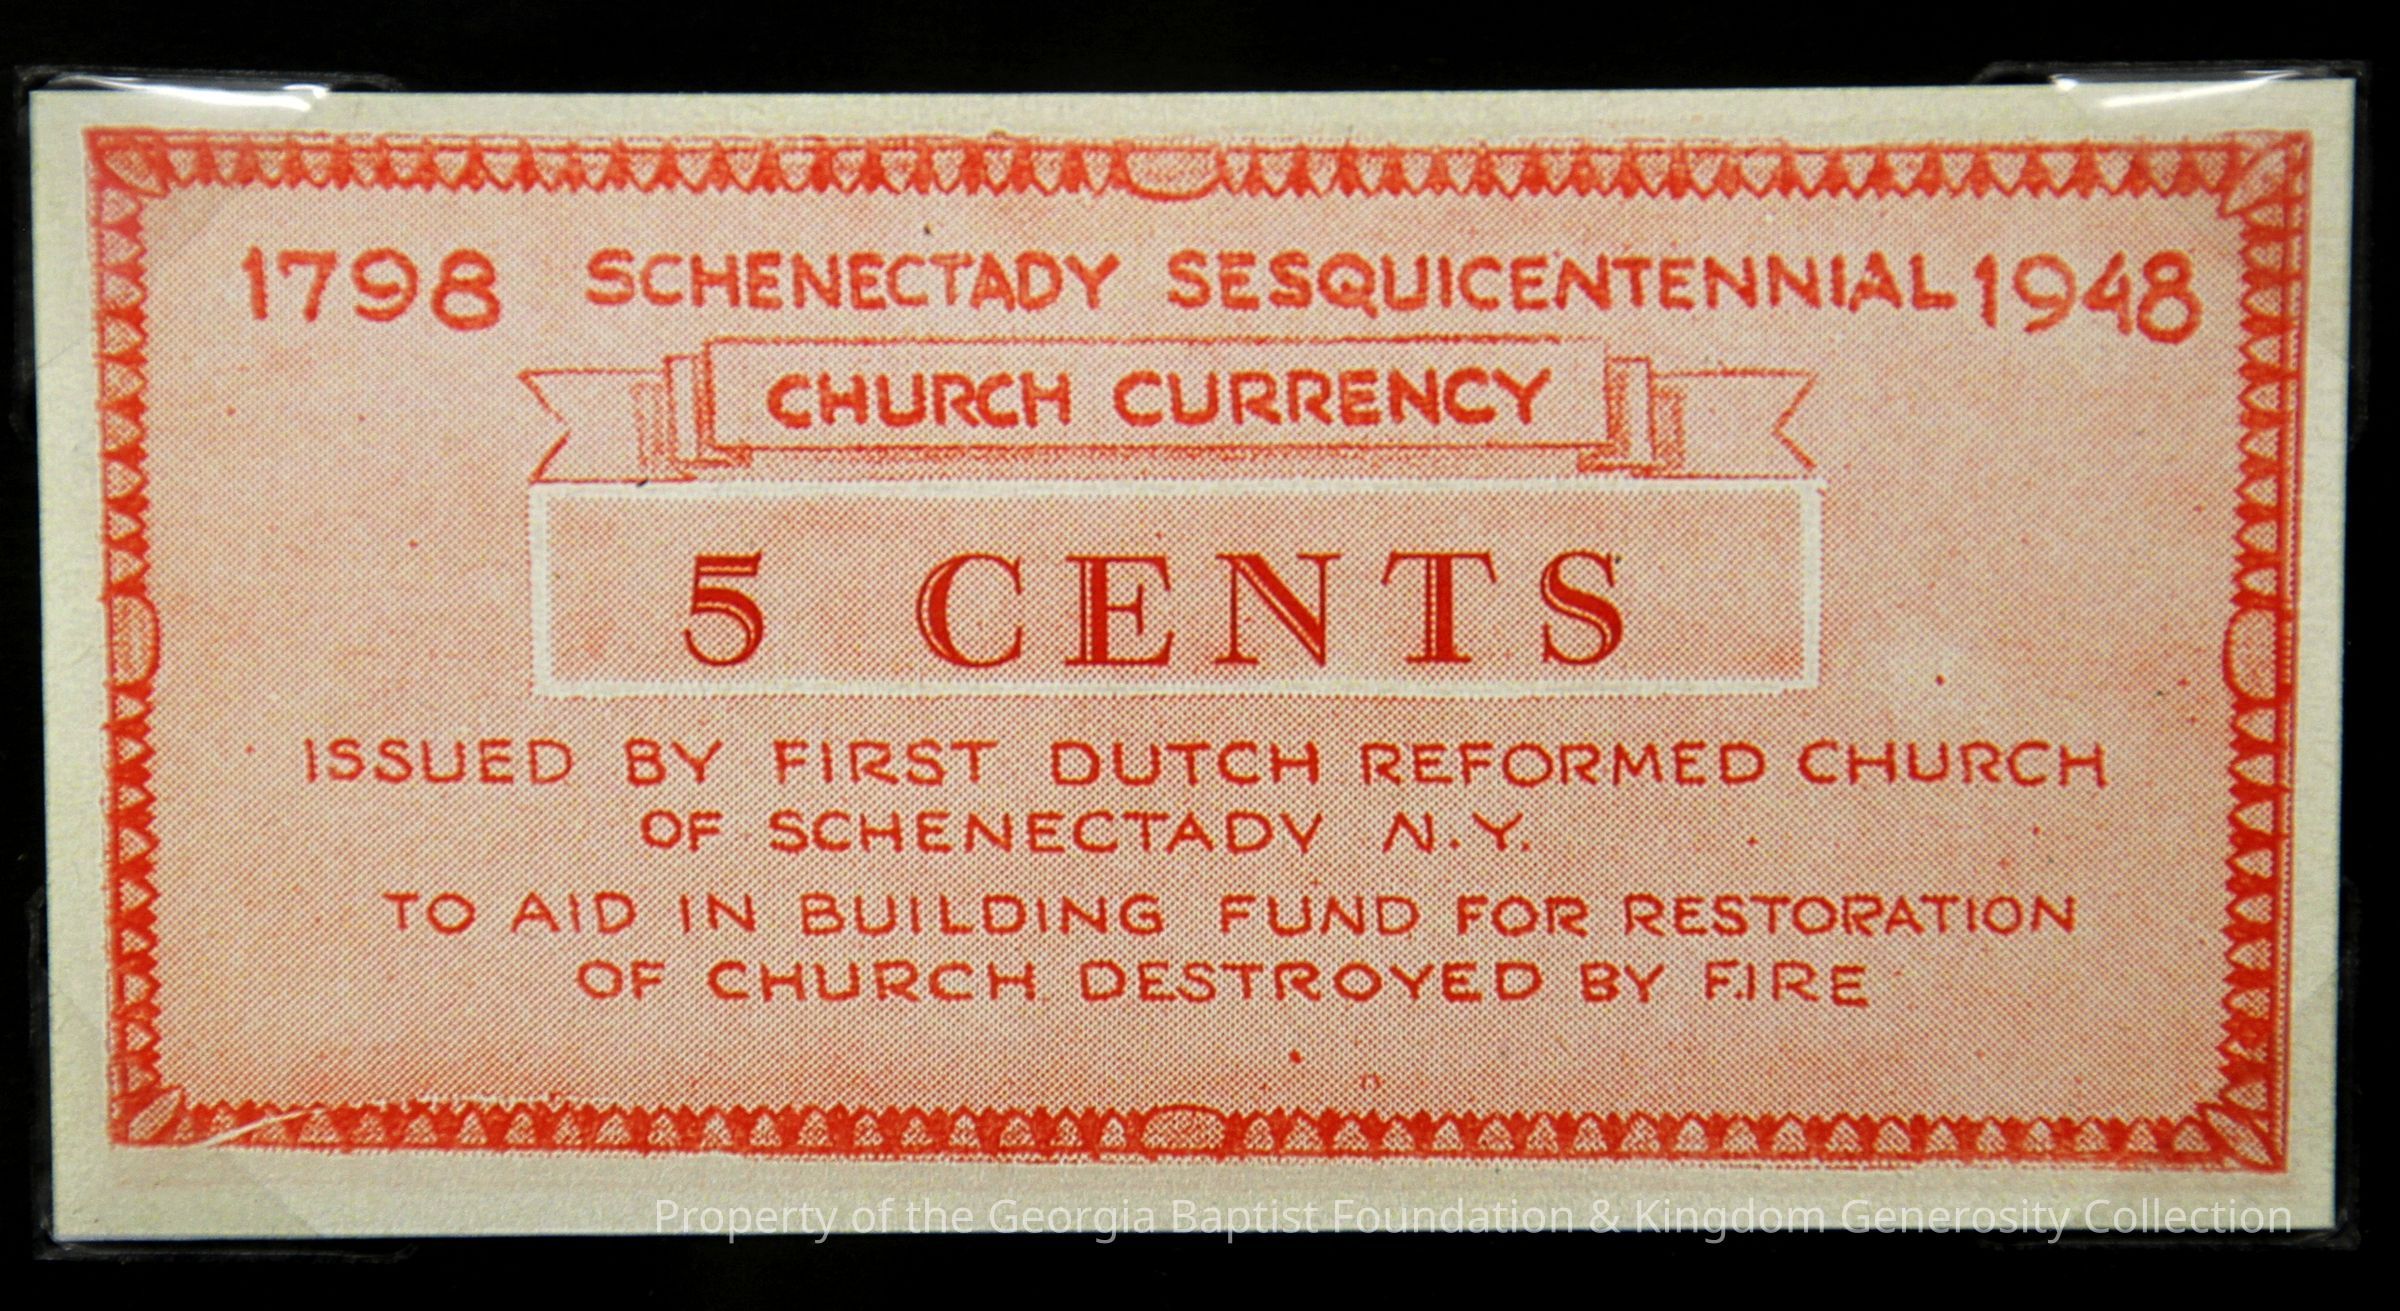 1798 SCHENECTADY SESQUICENTENNIAL 1948
CHURCH CURRENCY
5 CENTS
ISSUED BY FIRST DUTCH REFORMED CHURCH
OF SCHENECTADY N.Y.
TO AID IN BUILDING FUND FOR RESTORATION
OF CHURCH DESTROYED BY FIRE
Property of the Georgia Baptist Foundation & Kingdom Generosity Collection